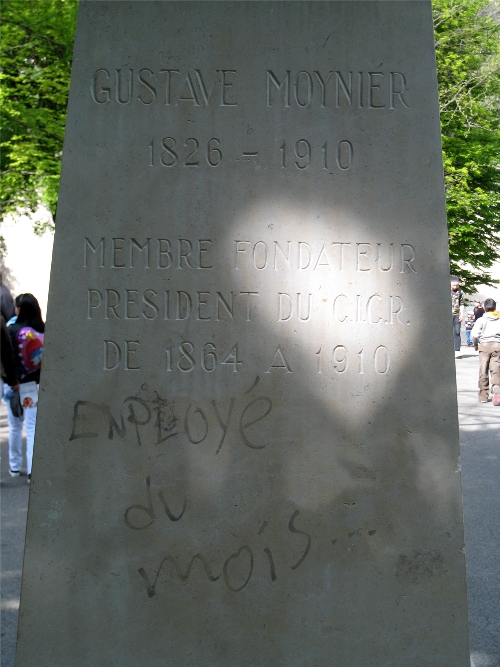 GUSTAVE MOYNIER
1826 - 1910
MEMBRE FONDATEUR
PRESIDENT DU C.I.C.R.
DE 1864 A 1910
EMPLOYé
du
mois...